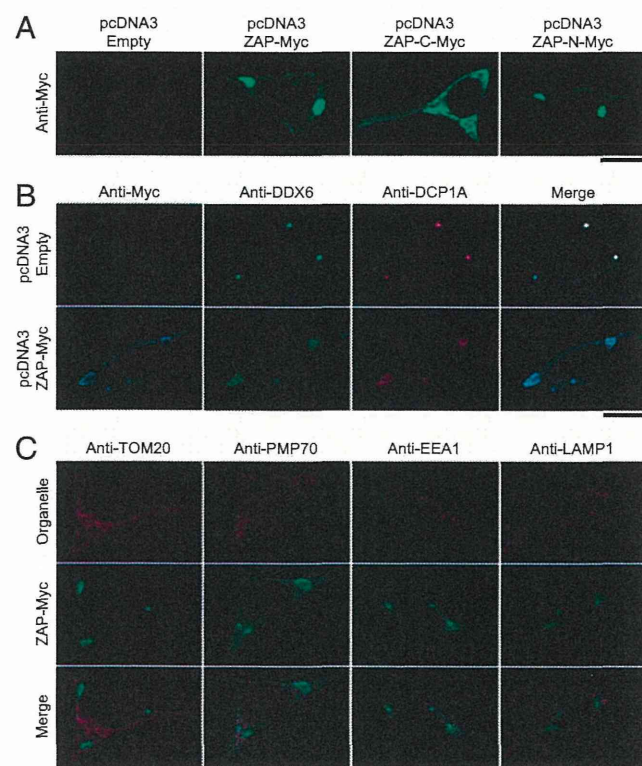 A
pcDNA3 Empty
pcDNA3 ZAP-Myc
pcDNA3 ZAP-C-Myc
pcDNA3 ZAP-N-Myc
Anti-Myc
B
Anti-Myc
Anti-DDX6
Anti-DCP1A
Merge
pcDNA3 Empty
pcDNA3 ZAP-Myc
C
Anti-TOM20
Anti-PMP70
Anti-EEA1
Anti-LAMP1
Organelle
ZAP-Myc
Merge